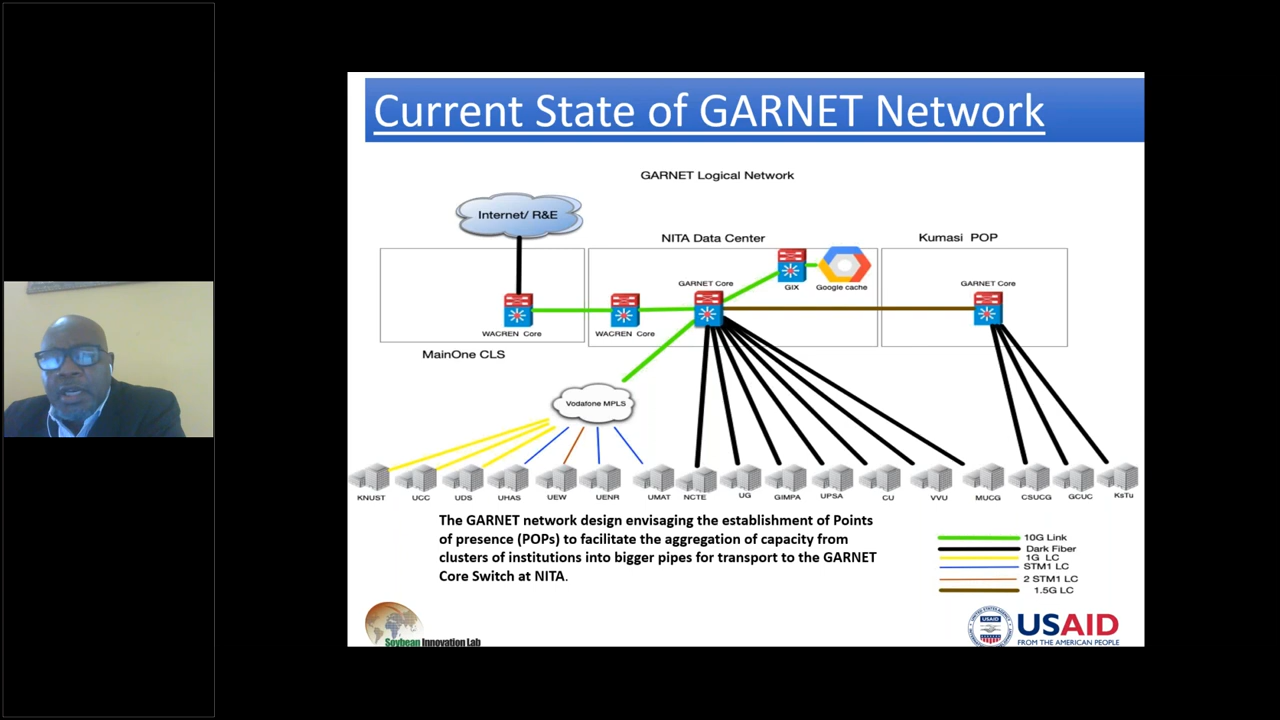 Current State of GARNET Network
GARNET Logical Network
Internet/ R&E
NITA Data Center
Kumasi POP
GARNET Core
GIX
Google cache
GARNET Core
WACREN Core
WACREN Core
MainOne CLS
Vodafone MPLS
KNUST
UCC
UDS
UHAS
UEW
UENR
UMAT
NCTE
UG
GIMPA
UPSA
CU
VVU
MUCG
CSUCG
GCUC
KsTu
The GARNET network design envisaging the establishment of Points
of presence (POPs) to facilitate the aggregation of capacity from
clusters of institutions into bigger pipes for transport to the GARNET
Core Switch at NITA.
10G Link
Dark Fiber
1G LC
STM1 LC
2 STM1 LC
1.5G LC
Soybean Innovation Lab
USAID
USAID
FROM THE AMERICAN PEOPLE